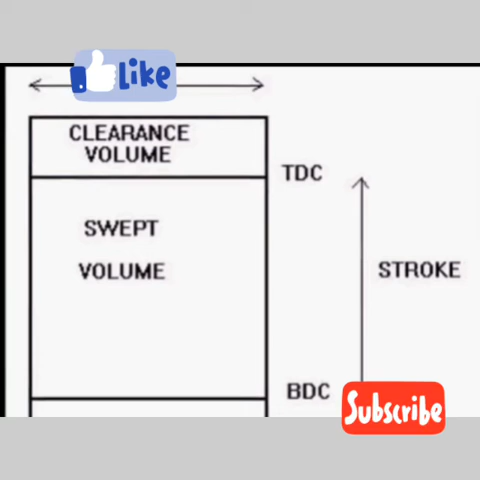 Like
CLEARANCE
VOLUME
TDC
SWEPT
VOLUME
STROKE
BDC
Subscribe